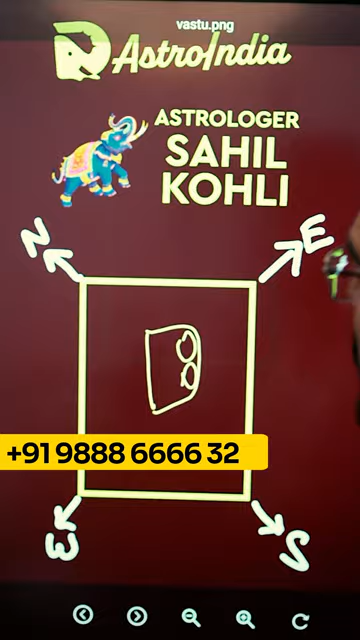 vastu.png
AstroIndia
ASTROLOGER
SAHIL
KOHLI
N
E
+91 9888 6666 32
W
S